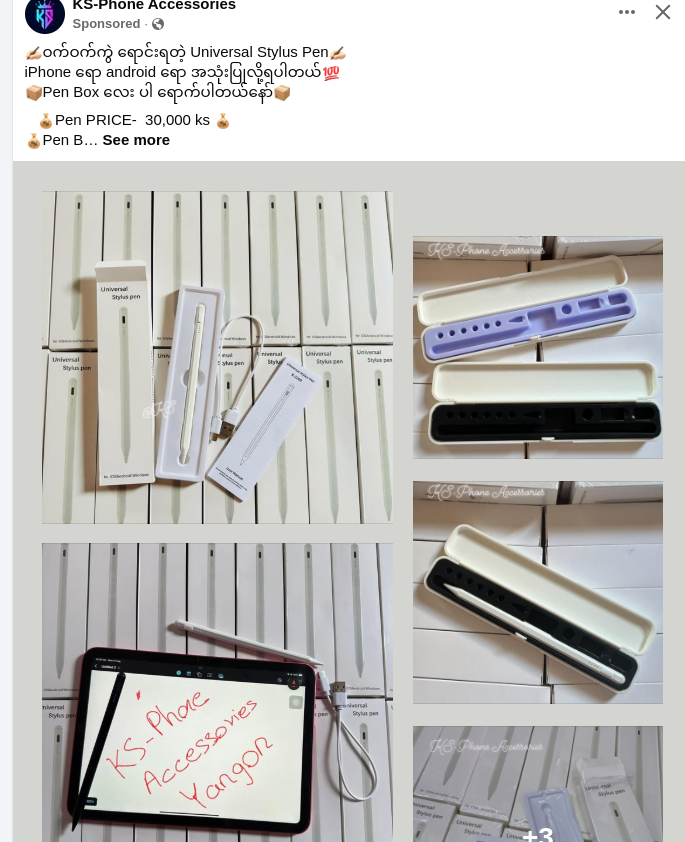 KS-Phone Accessories
Sponsored ·
✍🏼ဝက်ဝက်ကွဲ ရောင်းရတဲ့ Universal Stylus Pen✍🏼
iPhone ရော android ရော အသုံးပြုလို့ရပါတယ်💯
📦Pen Box လေး ပါ ရောက်ပါတယ်နော်📦
💰Pen PRICE- 30,000 ks 💰
💰Pen B… See more
Universal
Stylus pen
for iOS/Android/Windows
Universal
Stylus pen
Stylus pen
Universal
Stylus pen
Universal
Stylus pen
@KS
KS-Phone Accessories
KS-Phone Accessories
KS-Phone
Accessories
Yangon
Stylus pen
KS-Phone Accessories
Stylus pen
+3